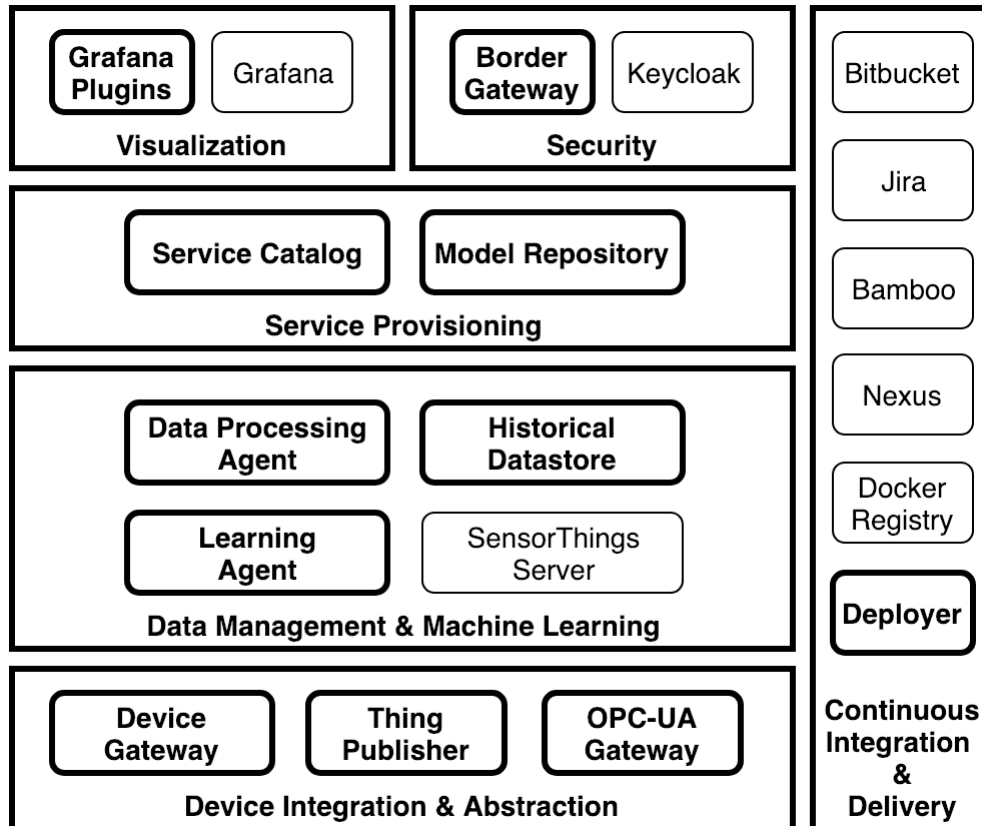 Grafana
Plugins
Grafana
Visualization
Border
Gateway
Keycloak
Security
Service Catalog
Model Repository
Service Provisioning
Data Processing
Agent
Historical
Datastore
Learning
Agent
SensorThings
Server
Data Management & Machine Learning
Device
Gateway
Thing
Publisher
OPC-UA
Gateway
Device Integration & Abstraction
Bitbucket
Jira
Bamboo
Nexus
Docker
Registry
Deployer
Continuous
Integration
&
Delivery